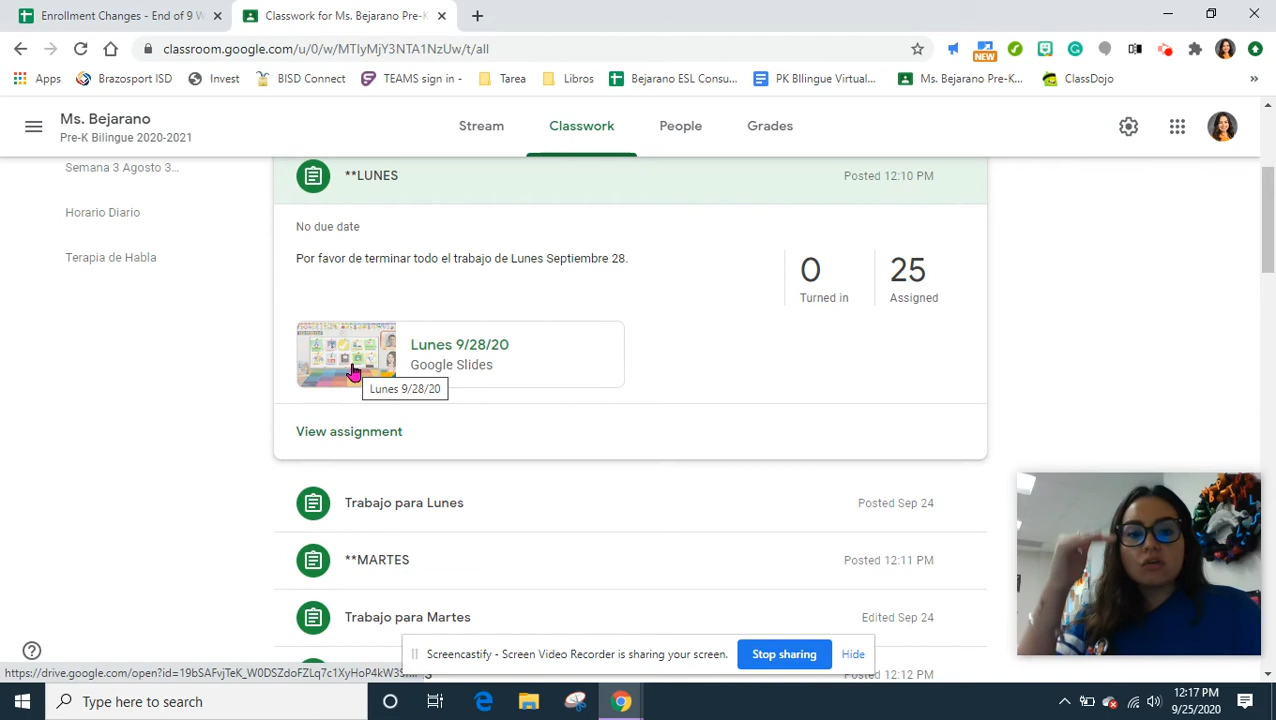 Enrollment Changes - End of 9 W
Classwork for Ms. Bejarano Pre-K
classroom.google.com/u/0/w/MTIyMjY3NTA1NzUw/t/all
NEW
Apps
Brazosport ISD
Invest
BISD Connect
TEAMS sign in -
Tarea
Libros
Bejarano ESL Consu...
PK BIlingue Virtual...
Ms. Bejarano Pre-K...
ClassDojo
Ms. Bejarano
Pre-K Bilingue 2020-2021
Stream
Classwork
People
Grades
Semana 3 Agosto 3...
Horario Diario
Terapia de Habla
**LUNES
Posted 12:10 PM
No due date
Por favor de terminar todo el trabajo de Lunes Septiembre 28.
0
Turned in
25
Assigned
Lunes 9/28/20
Google Slides
Lunes 9/28/20
View assignment
Trabajo para Lunes
Posted Sep 24
**MARTES
Posted 12:11 PM
Trabajo para Martes
Edited Sep 24
Screencastify - Screen Video Recorder is sharing your screen.
Stop sharing
Hide
12:12 PM
Type here to search
12:17 PM
9/25/2020